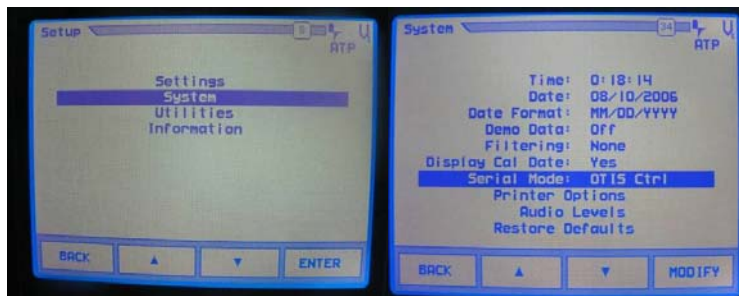 Setup
ATP
Settings
System
Utilities
Information
BACK ▲ ▼ ENTER
System
34
ATP
Time: 0:18:14
Date: 08/10/2006
Date Format: MM/DD/YYYY
Demo Data: Off
Filtering: None
Display Cal Date: Yes
Serial Mode: OTIS Ctrl
Printer Options
Audio Levels
Restore Defaults
BACK ▲ ▼ MODIFY